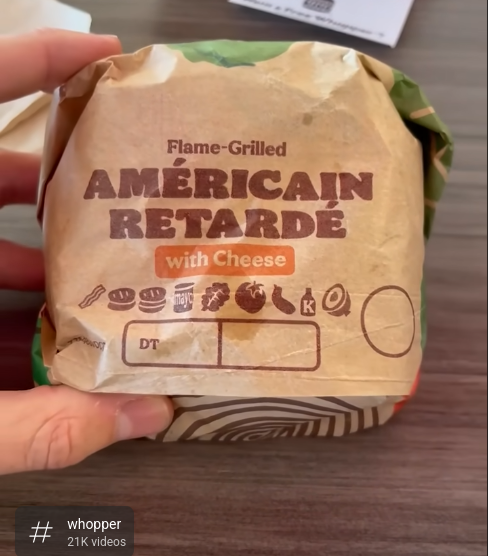 Flame-Grilled
AMÉRICAIN
RETARDÉ
with Cheese
mayo
K
DT
# whopper
21K videos